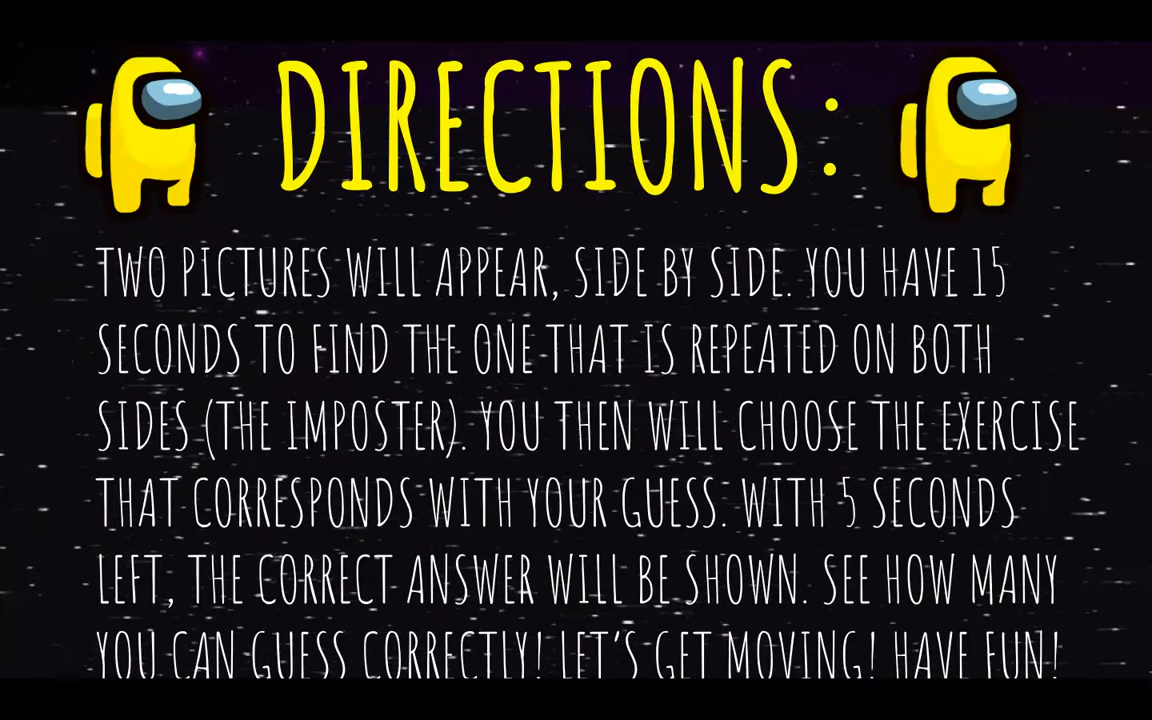 DIRECTIONS:
TWO PICTURES WILL APPEAR, SIDE BY SIDE. YOU HAVE 15
SECONDS TO FIND THE ONE THAT IS REPEATED ON BOTH
SIDES (THE IMPOSTER). YOU THEN WILL CHOOSE THE EXERCISE
THAT CORRESPONDS WITH YOUR GUESS. WITH 5 SECONDS
LEFT, THE CORRECT ANSWER WILL BE SHOWN. SEE HOW MANY
YOU CAN GUESS CORRECTLY! LET'S GET MOVING! HAVE FUN!